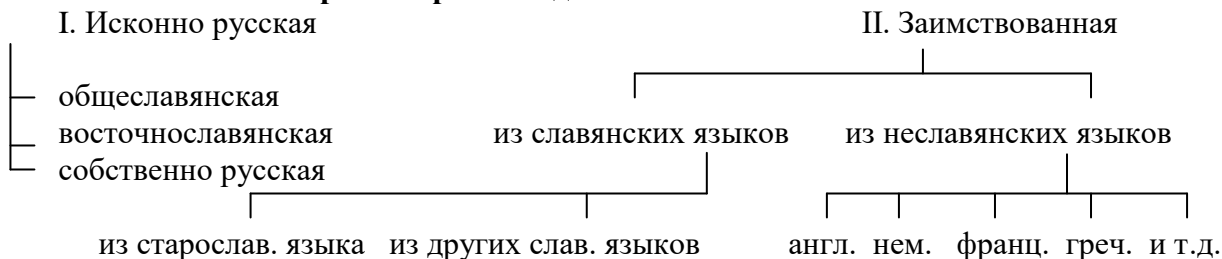 I. Исконно русская II. Заимствованная
общеславянская
восточнославянская из славянских языков из неславянских языков
собственно русская
из старослав. языка из других слав. языков англ. нем. франц. греч. и т.д.